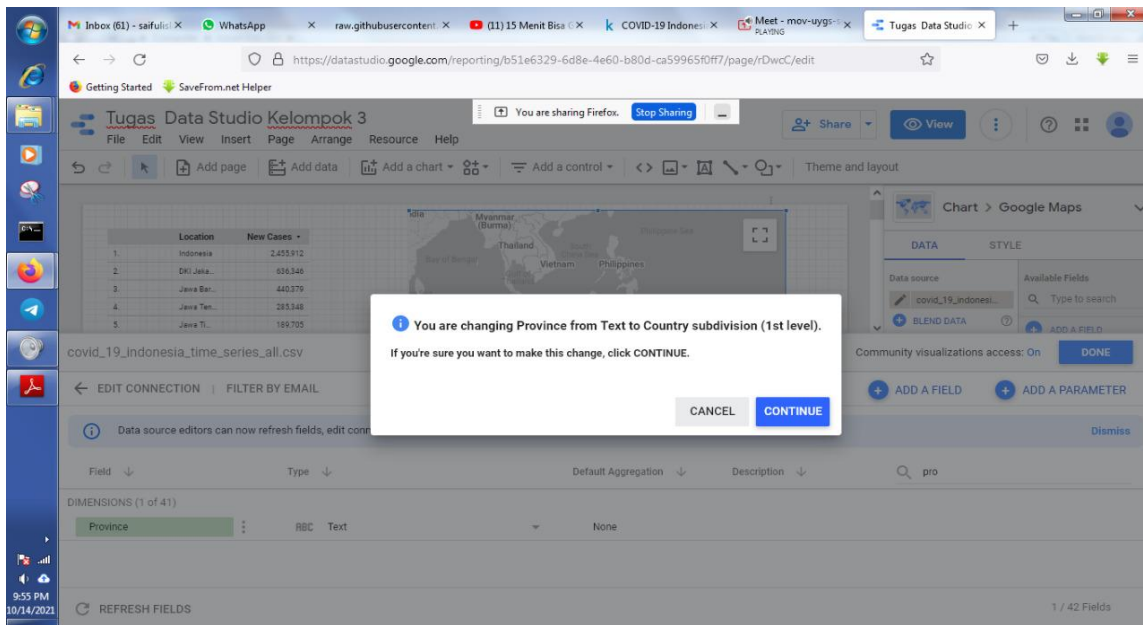 Inbox (61) - saifulisl
WhatsApp
raw.githubusercontent.
(11) 15 Menit Bisa G
COVID-19 Indonesi
Meet - mov-uygs-s
PLAYING
Tugas Data Studio
https://datastudio.google.com/reporting/b51e6329-6d8e-4e60-b80d-ca59965f0ff7/page/rDwcC/edit
Getting Started
SaveFrom.net Helper
You are sharing Firefox.
Stop Sharing
Tugas Data Studio Kelompok 3
File Edit View Insert Page Arrange Resource Help
Share
View
Add page
Add data
Add a chart
Add a control
Theme and layout
Location New Cases
1. Indonesia 2,455,912
2. DKI Jaka... 636,346
3. Jawa Bar... 440,379
4. Jawa Ten... 285,348
5. Jawa Ti... 189,705
Myanmar
(Burma)
Thailand
Vietnam
Philippines
Bay of Bengal
Philippine Sea
Chart > Google Maps
DATA STYLE
Data source
Available Fields
covid_19_indonesi...
Type to search
BLEND DATA
ADD A FIELD
You are changing Province from Text to Country subdivision (1st level).
If you're sure you want to make this change, click CONTINUE.
CANCEL CONTINUE
covid_19_indonesia_time_series_all.csv
Community visualizations access: On
DONE
EDIT CONNECTION | FILTER BY EMAIL
ADD A FIELD
ADD A PARAMETER
Data source editors can now refresh fields, edit conn
Dismiss
Field Type Default Aggregation Description
pro
DIMENSIONS (1 of 41)
Province ABC Text None
REFRESH FIELDS
1 / 42 Fields
9:55 PM
10/14/2021